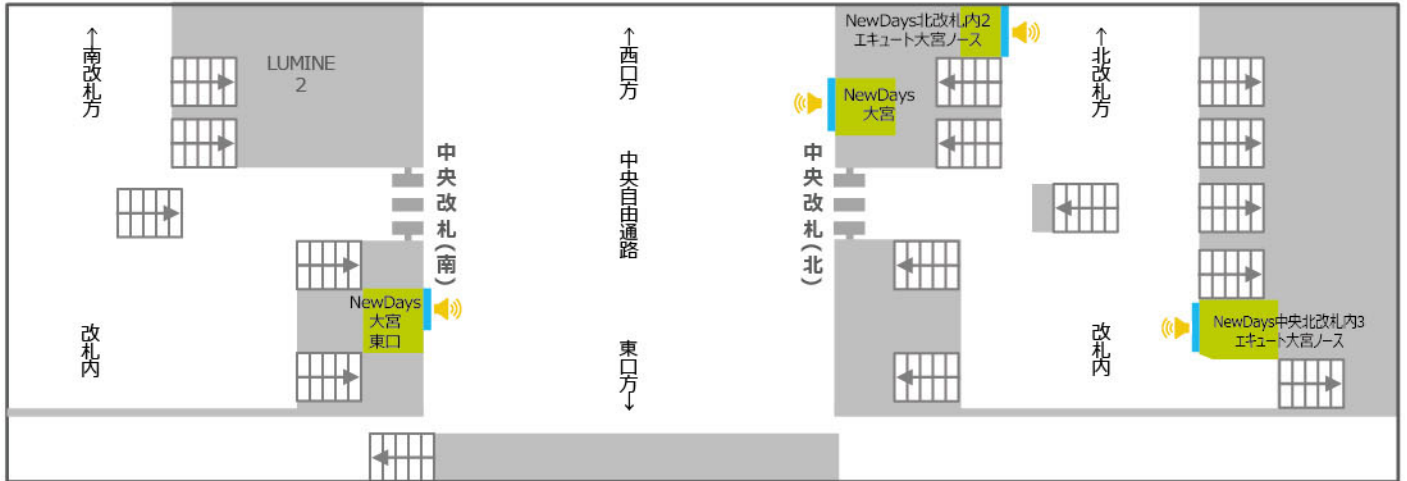 ↑南改札方
改札内
LUMINE
2
中央改札(南)
NewDays
大宮
東口
↑西口方
中央自由通路
東口方↓
NewDays北改札内2
エキュート大宮ノース
NewDays
大宮
中央改札(北)
↑北改札方
改札内
NewDays中央北改札内3
エキュート大宮ノース